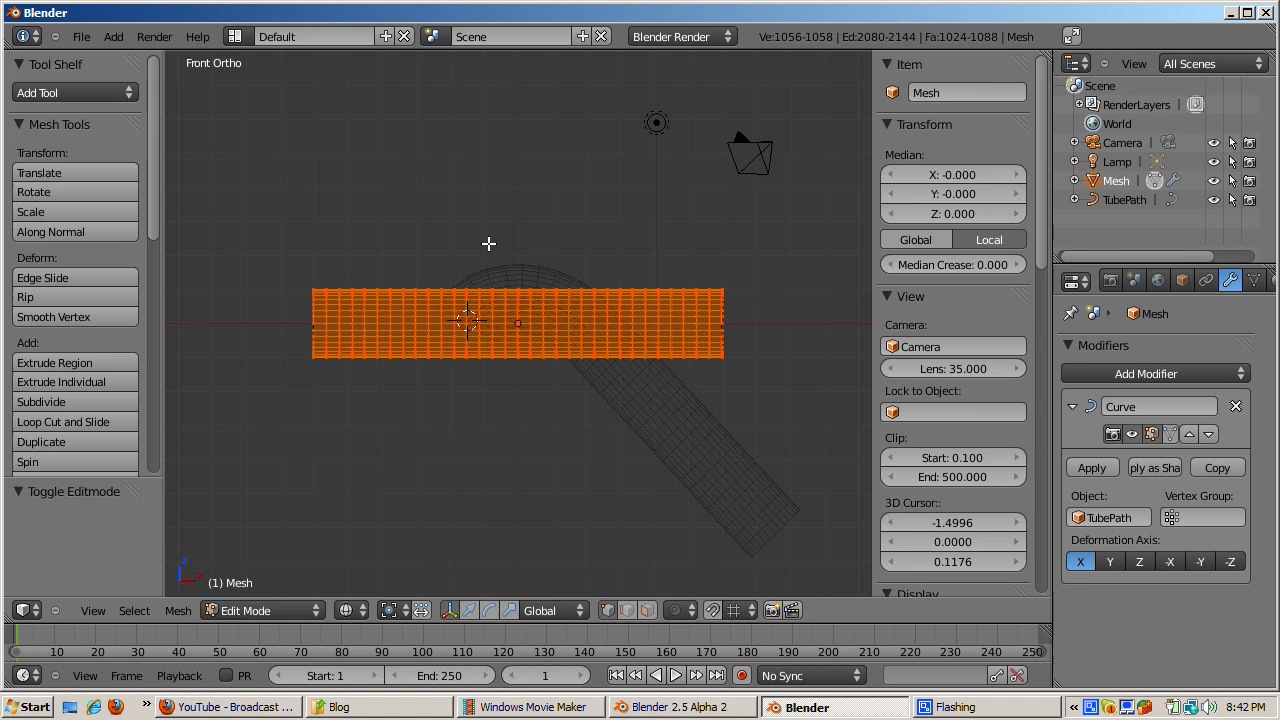 Blender
File Add Render Help Default Scene Blender Render Ve:1056-1058 | Ed:2080-2144 | Fa:1024-1088 | Mesh
Tool Shelf
Add Tool
Mesh Tools
Transform:
Translate
Rotate
Scale
Along Normal
Deform:
Edge Slide
Rip
Smooth Vertex
Add:
Extrude Region
Extrude Individual
Subdivide
Loop Cut and Slide
Duplicate
Spin
Toggle Editmode
Front Ortho
z
x
(1) Mesh
Item
Mesh
Transform
Median:
X: -0.000
Y: -0.000
Z: 0.000
Global Local
Median Crease: 0.000
View
Camera:
Camera
Lens: 35.000
Lock to Object:
Clip:
Start: 0.100
End: 500.000
3D Cursor::
-1.4996
0.0000
0.1176
Display
View All Scenes
Scene
RenderLayers
World
Camera
Lamp
Mesh
TubePath
Mesh
Modifiers
Add Modifier
Curve
Apply ply as Sha Copy
Object: Vertex Group:
TubePath
Deformation Axis:
X Y Z -X -Y -Z
View Select Mesh Edit Mode Global
10 20 30 40 50 60 70 80 90 100 110 120 130 140 150 160 170 180 190 200 210 220 230 240 250
View Frame Playback PR Start: 1 End: 250 1 No Sync
Start » YouTube - Broadcast ... Blog Windows Movie Maker Blender 2.5 Alpha 2 Blender Flashing « 8:42 PM